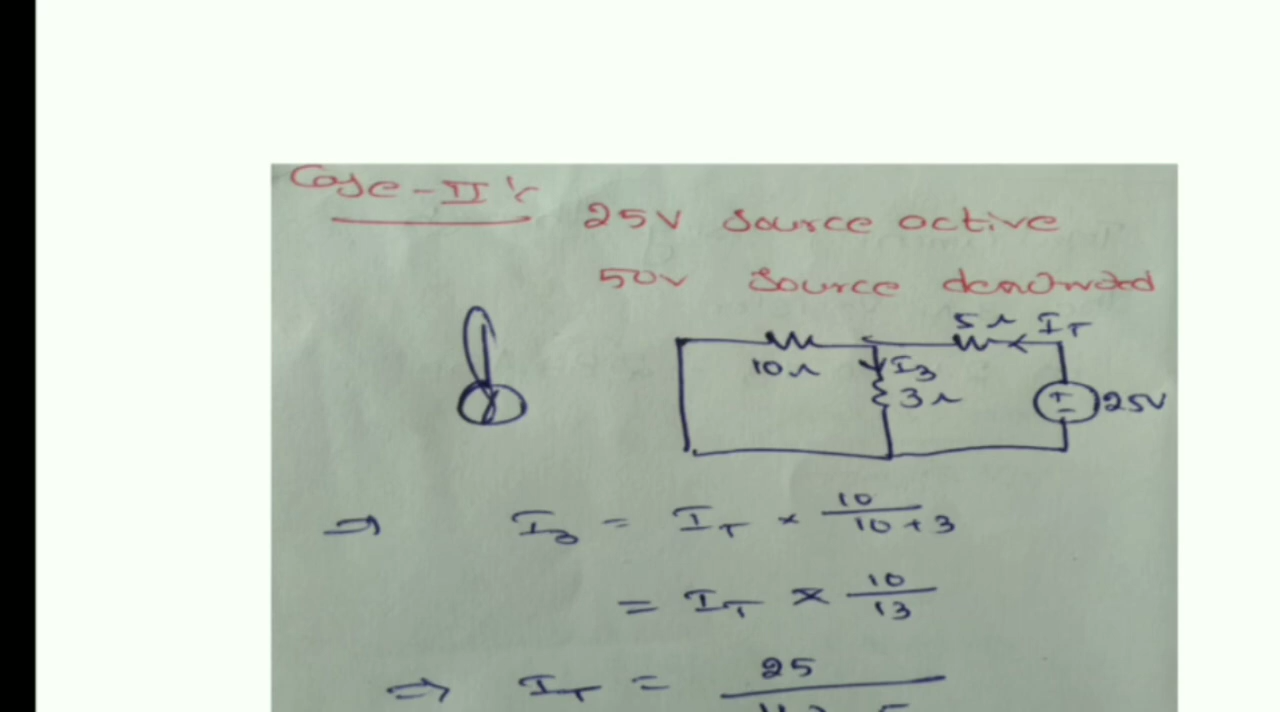 Case-II:
25V Source active
50V Source
5Ω IT
10Ω
I3
3Ω
25V
⇒ I3 = IT × 10/10+3
= IT × 10/13
⇒ IT = 25